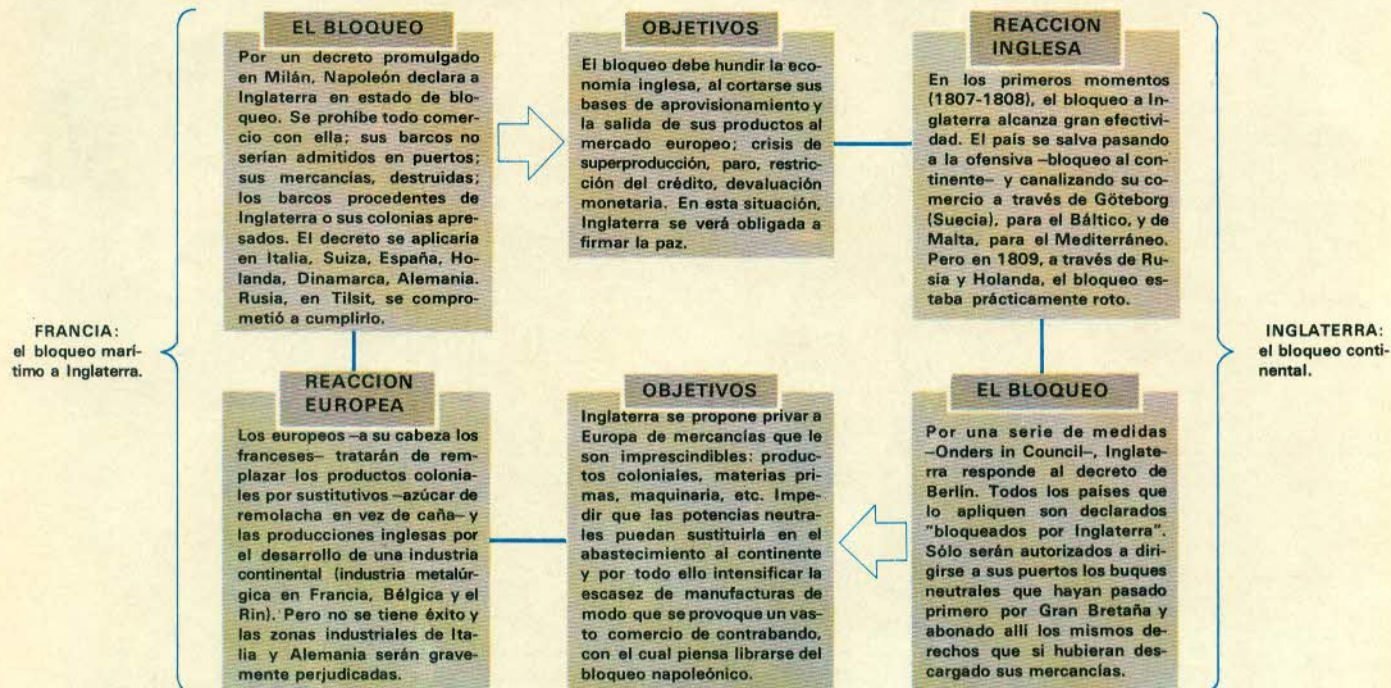 FRANCIA:
el bloqueo marí-
timo a Inglaterra.
EL BLOQUEO
Por un decreto promulgado
en Milán, Napoleón declara a
Inglaterra en estado de blo-
queo. Se prohíbe todo comer-
cio con ella; sus barcos no
serían admitidos en puertos;
sus mercancías, destruidas;
los barcos procedentes de
Inglaterra o sus colonias apre-
sados. El decreto se aplicaría
en Italia, Suiza, España, Ho-
landa, Dinamarca, Alemania.
Rusia, en Tilsit, se compro-
metió a cumplirlo.
OBJETIVOS
El bloqueo debe hundir la eco-
nomía inglesa, al cortarse sus
bases de aprovisionamiento y
la salida de sus productos al
mercado europeo; crisis de
superproducción, paro, restric-
ción del crédito, devaluación
monetaria. En esta situación,
Inglaterra se verá obligada a
firmar la paz.
REACCION
INGLESA
En los primeros momentos
(1807-1808), el bloqueo a In-
glaterra alcanza gran efectivi-
dad. El país se salva pasando
a la ofensiva –bloqueo al con-
tinente– y canalizando su co-
mercio a través de Göteborg
(Suecia), para el Báltico, y de
Malta, para el Mediterráneo.
Pero en 1809, a través de Ru-
sia y Holanda, el bloqueo es-
taba prácticamente roto.
INGLATERRA:
el bloqueo conti-
nental.
EL BLOQUEO
Por una serie de medidas
–Onders in Council–, Inglate-
rra responde al decreto de
Berlín. Todos los países que
lo apliquen son declarados
"bloqueados por Inglaterra".
Sólo serán autorizados a diri-
girse a sus puertos los buques
neutrales que hayan pasado
primero por Gran Bretaña y
abonado allí los mismos de-
rechos que si hubieran des-
cargado sus mercancías.
OBJETIVOS
Inglaterra se propone privar a
Europa de mercancías que le
son imprescindibles: produc-
tos coloniales, materias pri-
mas, maquinaria, etc. Impe-
dir que las potencias neutra-
les puedan sustituirla en el
abastecimiento al continente
y por todo ello intensificar la
escasez de manufacturas de
modo que se provoque un vas-
to comercio de contrabando,
con el cual piensa librarse del
bloqueo napoleónico.
REACCION
EUROPEA
Los europeos –a su cabeza los
franceses– tratarán de rem-
plazar los productos colonia-
les por sustitutivos –azúcar de
remolacha en vez de caña– y
las producciones inglesas por
el desarrollo de una industria
continental (industria metalúr-
gica en Francia, Bélgica y el
Rin). Pero no se tiene éxito y
las zonas industriales de Ita-
lia y Alemania serán grave-
mente perjudicadas.